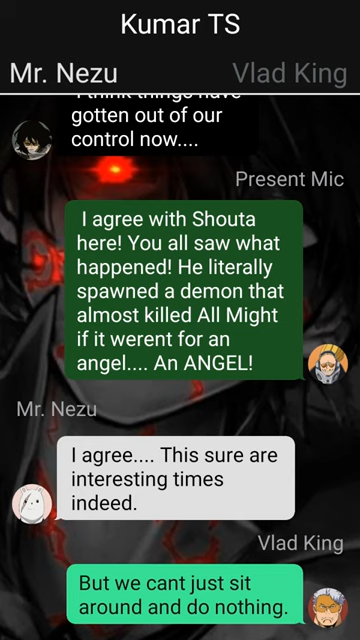 Kumar TS
Mr. Nezu
Vlad King
I think things have
gotten out of our
control now....
Present Mic
I agree with Shouta
here! You all saw what
happened! He literally
spawned a demon that
almost killed All Might
if it werent for an
angel.... An ANGEL!
Mr. Nezu
I agree.... This sure are
interesting times
indeed.
Vlad King
But we cant just sit
around and do nothing.